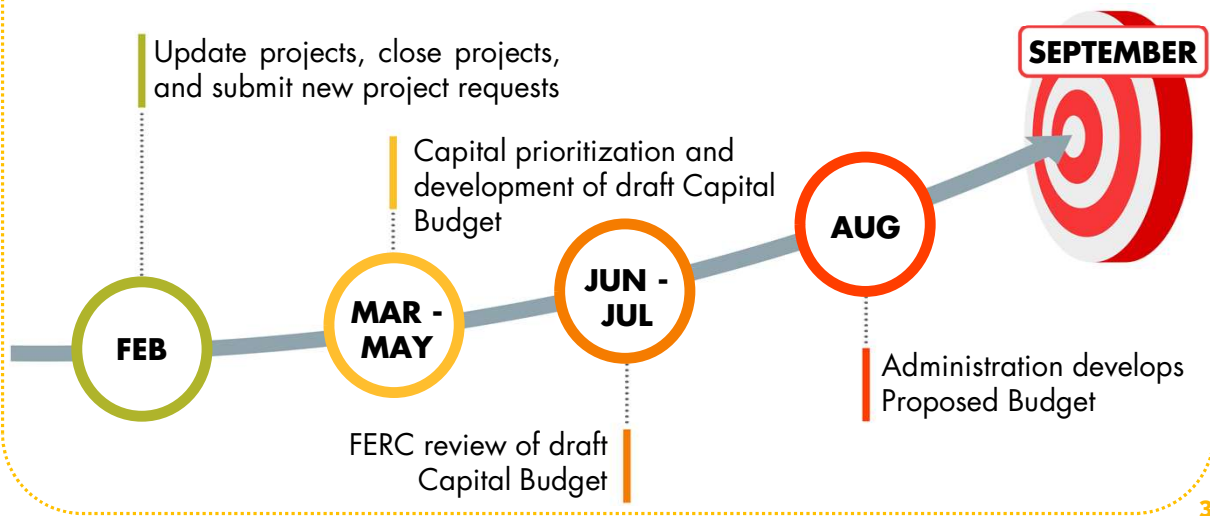 SEPTEMBER
Update projects, close projects,
and submit new project requests
Capital prioritization and
development of draft Capital
Budget
AUG
JUN -
JUL
MAR -
MAY
FEB
Administration develops
Proposed Budget
FERC review of draft
Capital Budget
3